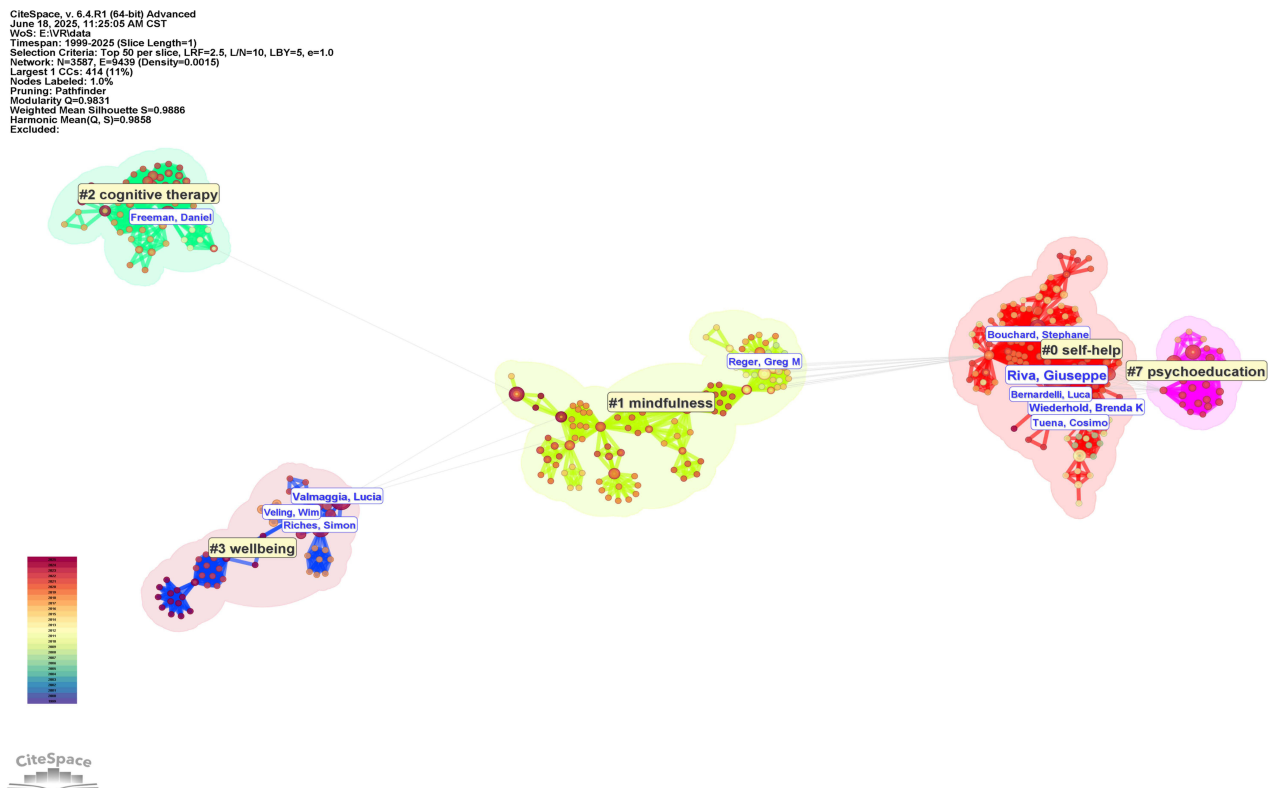 CiteSpace, v. 6.4.R1 (64-bit) Advanced
June 18, 2025, 11:25:05 AM CST
WoS: E:\VR\data
Timespan: 1999-2025 (Slice Length=1)
Selection Criteria: Top 50 per slice, LRF=2.5, L/N=10, LBY=5, e=1.0
Network: N=3587, E=9439 (Density=0.0015)
Largest 1 CCs: 414 (11%)
Nodes Labeled: 1.0%
Pruning: Pathfinder
Modularity Q=0.9831
Weighted Mean Silhouette S=0.9886
Harmonic Mean(Q, S)=0.9858
Excluded:
#2 cognitive therapy
Freeman, Daniel
Bouchard, Stephane
#0 self-help
Reger, Greg M
#7 psychoeducation
Riva, Giuseppe
Bernardelli, Luca
#1 mindfulness
Wiederhold, Brenda K
Tuena, Cosimo
Valmaggia, Lucia
Veling, Wim
Riches, Simon
#3 wellbeing
CiteSpace